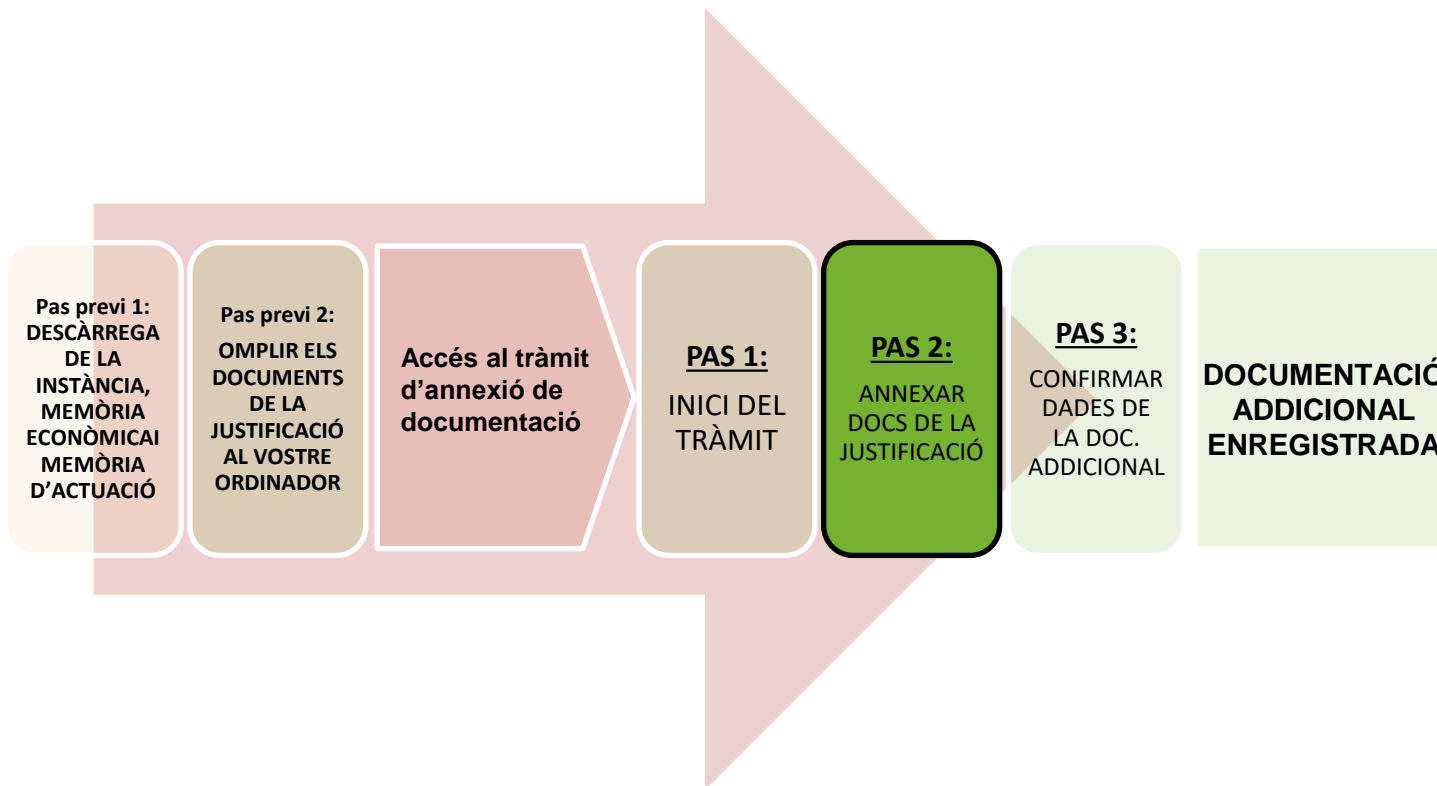 Pas previ 1:
DESCÀRREGA
DE LA
INSTÀNCIA,
MEMÒRIA
ECONÒMICAI
MEMÒRIA
D’ACTUACIÓ
Pas previ 2:
OMPLIR ELS
DOCUMENTS
DE LA
JUSTIFICACIÓ
AL VOSTRE
ORDINADOR
Accés al tràmit
d’annexió de
documentació
PAS 1:
INICI DEL
TRÀMIT
PAS 2:
ANNEXAR
DOCS DE LA
JUSTIFICACIÓ
PAS 3:
CONFIRMAR
DADES DE
LA DOC.
ADDICIONAL
DOCUMENTACIÓ
ADDICIONAL
ENREGISTRADA